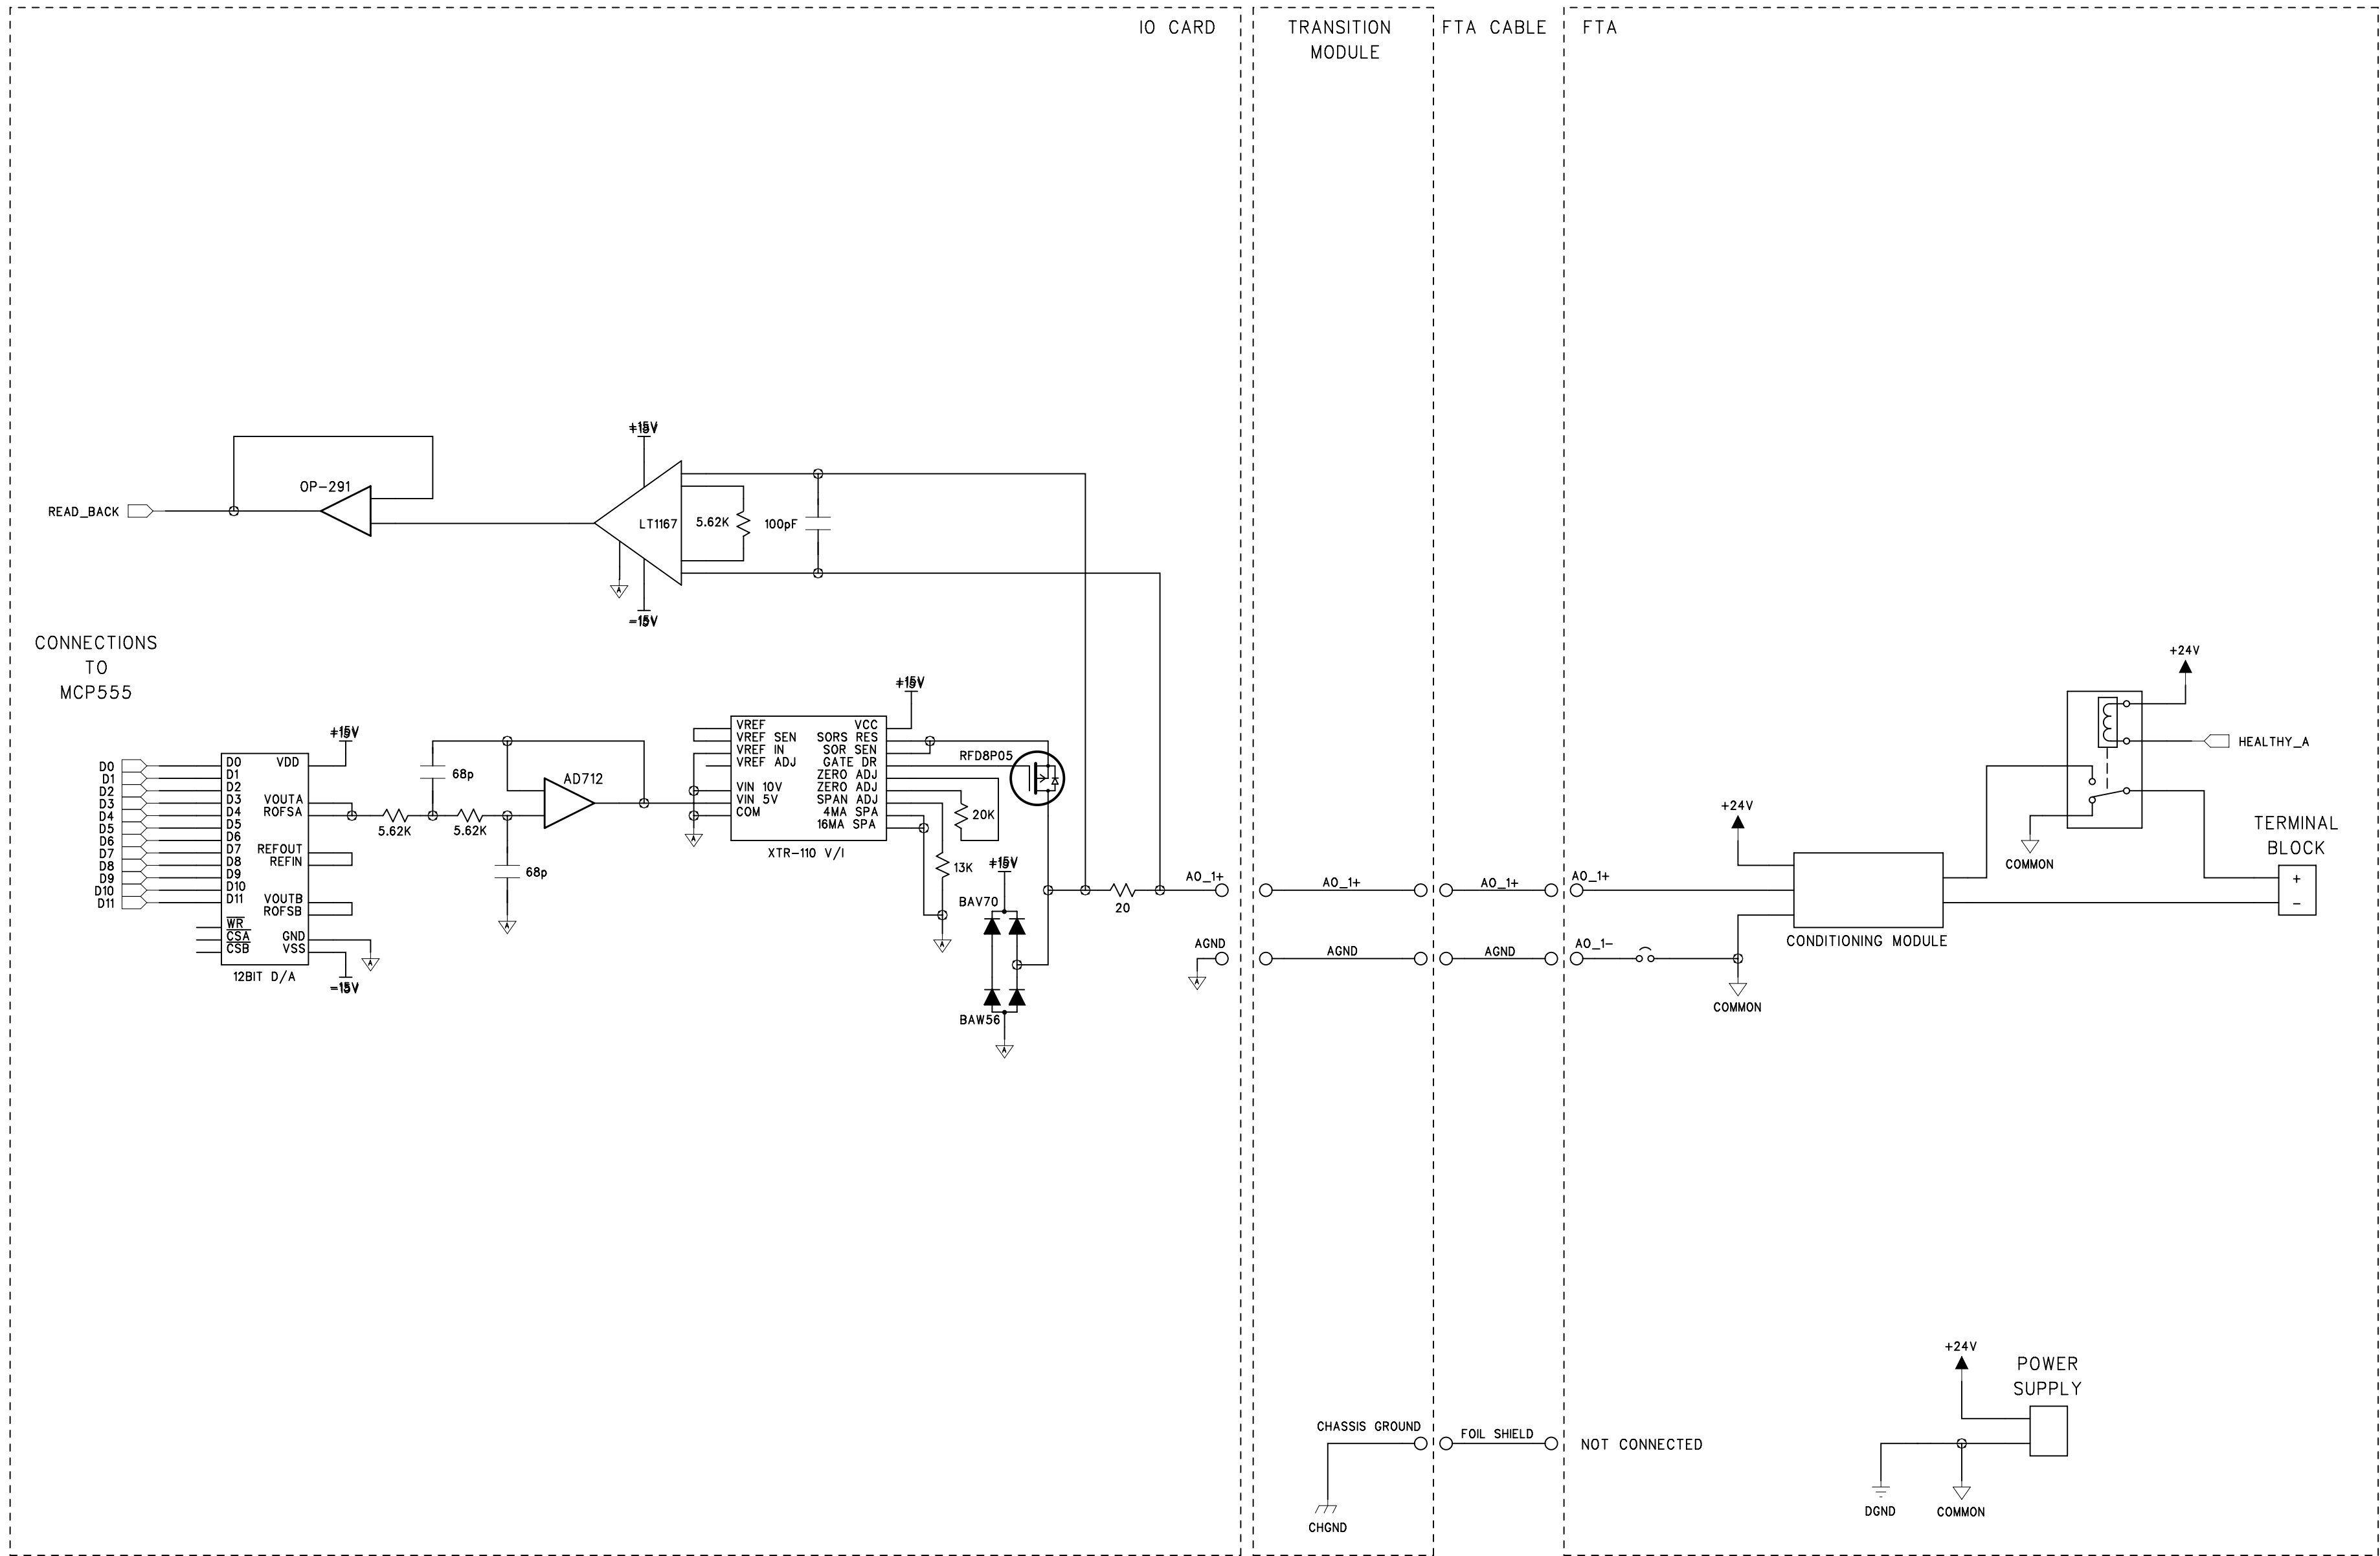 IO CARD
TRANSITION
MODULE
FTA CABLE
FTA
+15V
OP-291
READ_BACK
LT1167
5.62K
100pF
-15V
CONNECTIONS
TO
MCP555
+24V
HEALTHY_A
+15V
+15V
VREF
VREF SEN
VREF IN
VREF ADJ
VIN 10V
VIN 5V
COM
VCC
SORS RES
SOR SEN
GATE DR
ZERO ADJ
ZERO ADJ
SPAN ADJ
4MA SPA
16MA SPA
XTR-110 V/I
RFD8P05
20K
13K
D0
D1
D2
D3
D4
D5
D6
D7
D8
D9
D10
D11
D0
D1
D2
D3
D4
D5
D6
D7
D8
D9
D10
D11
WR
CSA
CSB
VDD
VOUTA
ROFSA
REFOUT
REFIN
VOUTB
ROFSB
GND
VSS
12BIT D/A
-15V
A
68p
AD712
5.62K
5.62K
68p
A
A
A
A
+15V
BAV70
BAW56
A
20
AO_1+
AO_1+
AO_1+
AO_1+
AGND
A
AGND
AGND
AO_1-
+24V
COMMON
CONDITIONING MODULE
COMMON
TERMINAL
BLOCK
+
-
+24V
POWER
SUPPLY
DGND
COMMON
CHASSIS GROUND
FOIL SHIELD
NOT CONNECTED
CHGND